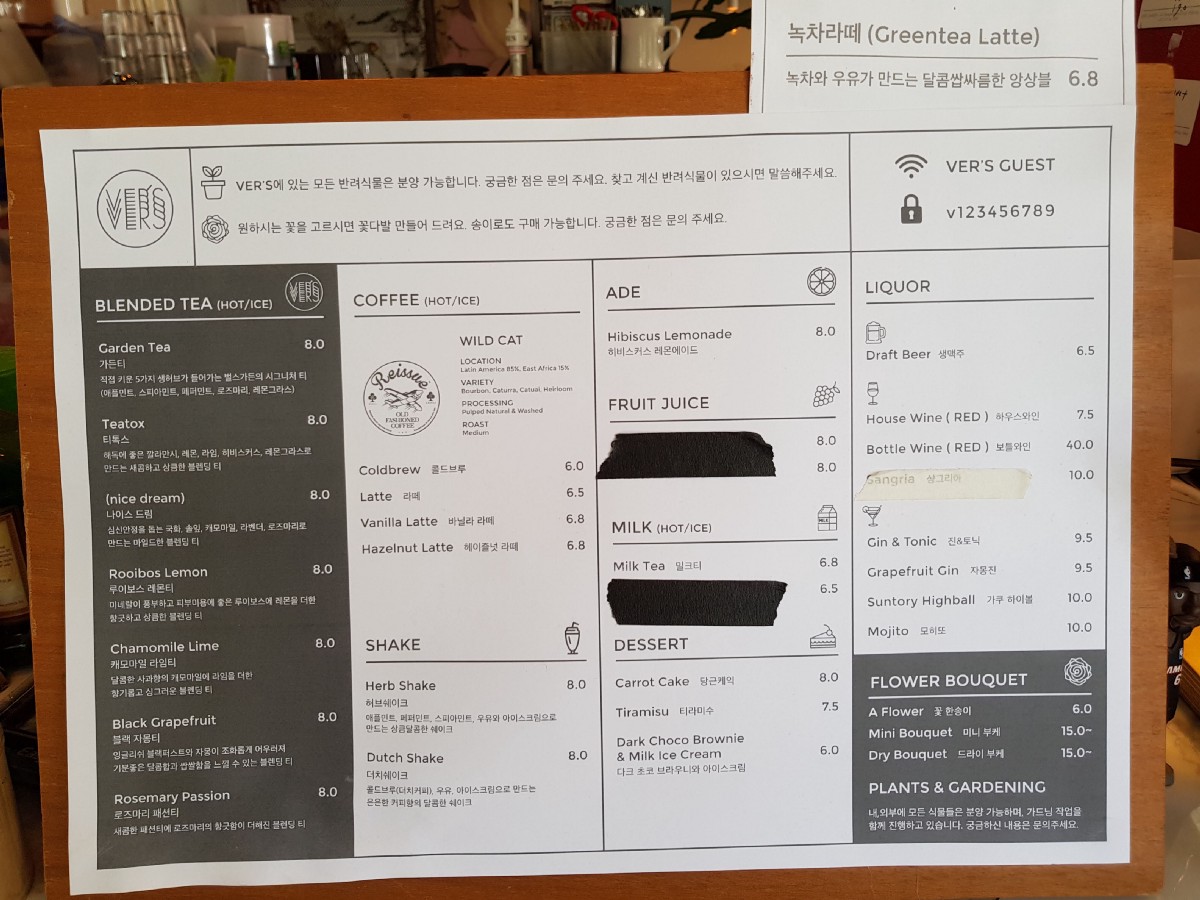 녹차라떼 (Greentea Latte)
녹차와 우유가 만드는 달콤쌉싸름한 앙상블 6.8
VER'S
VER'S에 있는 모든 반려식물은 분양 가능합니다. 궁금한 점은 문의 주세요. 찾고 계신 반려식물이 있으시면 말씀해주세요.
원하시는 꽃을 고르시면 꽃다발 만들어 드려요. 송이로도 구매 가능합니다. 궁금한 점은 문의 주세요.
VER'S GUEST
v123456789
BLENDED TEA (HOT/ICE)
VER'S
Garden Tea 8.0
가든티
직접 키운 5가지 생허브가 들어가는 벌스가든의 시그니처 티
(애플민트, 스피아민트, 페퍼민트, 로즈마리, 레몬그라스)
Teatox 8.0
티톡스
해독에 좋은 깔라만시, 레몬, 라임, 히비스커스, 레몬그라스로
만드는 새콤하고 상큼한 블렌딩 티
(nice dream) 8.0
나이스 드림
심신안정을 돕는 국화, 솔잎, 캐모마일, 라벤더, 로즈마리로
만드는 마일드한 블렌딩 티
Rooibos Lemon 8.0
루이보스 레몬티
미네랄이 풍부하고 피부미용에 좋은 루이보스에 레몬을 더한
향긋하고 상큼한 블렌딩 티
Chamomile Lime 8.0
캐모마일 라임티
달콤한 사과향의 캐모마일에 라임을 더한
향기롭고 싱그러운 블렌딩 티
Black Grapefruit 8.0
블랙 자몽티
잉글리쉬 블랙퍼스트와 자몽이 조화롭게 어우러져
기분좋은 달콤함과 쌉쌀함을 느낄 수 있는 블렌딩 티
Rosemary Passion 8.0
로즈마리 패션티
새콤한 패션티에 로즈마리의 향긋함이 더해진 블렌딩 티
COFFEE (HOT/ICE)
Reissue
OLD
FASHIONED
COFFEE
WILD CAT
LOCATION
Latin America 85%, East Africa 15%
VARIETY
Bourbon, Caturra, Catual, Heirloom
PROCESSING
Pulped Natural & Washed
ROAST
Medium
Coldbrew 콜드브루 6.0
Latte 라떼 6.5
Vanilla Latte 바닐라 라떼 6.8
Hazelnut Latte 헤이즐넛 라떼 6.8
SHAKE
Herb Shake 8.0
허브쉐이크
애플민트, 페퍼민트, 스피아민트, 우유와 아이스크림으로
만드는 상큼달콤한 쉐이크
Dutch Shake 8.0
더치쉐이크
콜드브루(더치커피), 우유, 아이스크림으로 만드는
은은한 커피향의 달콤한 쉐이크
ADE
Hibiscus Lemonade 8.0
히비스커스 레몬에이드
FRUIT JUICE
8.0
8.0
MILK (HOT/ICE)
MILK
Milk Tea 밀크티 6.8
6.5
DESSERT
Carrot Cake 당근케익 8.0
Tiramisu 티라미수 7.5
Dark Choco Brownie
& Milk Ice Cream 6.0
다크 초코 브라우니와 아이스크림
LIQUOR
Draft Beer 생맥주 6.5
House Wine ( RED ) 하우스와인 7.5
Bottle Wine ( RED ) 보틀와인 40.0
Sangria 상그리아 10.0
Gin & Tonic 진&토닉 9.5
Grapefruit Gin 자몽진 9.5
Suntory Highball 가쿠 하이볼 10.0
Mojito 모히또 10.0
FLOWER BOUQUET
A Flower 꽃 한송이 6.0
Mini Bouquet 미니 부케 15.0~
Dry Bouquet 드라이 부케 15.0~
PLANTS & GARDENING
내,외부에 모든 식물들은 분양 가능하며, 가드닝 작업을
함께 진행하고 있습니다. 궁금하신 내용은 문의주세요.